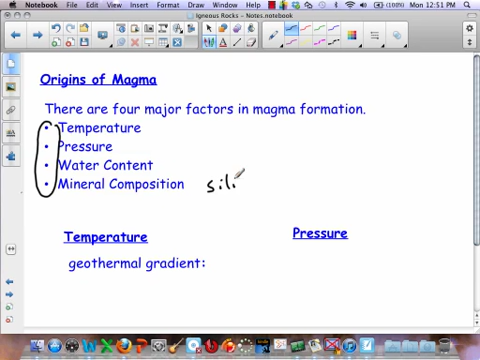 Notebook File Edit View Insert Format Draw Window Help
Mon 12:51 PM
Igneous Rocks - Notes.notebook
Origins of Magma
There are four major factors in magma formation.
• Temperature
• Pressure
• Water Content
• Mineral Composition sili
Temperature
Pressure
geothermal gradient: